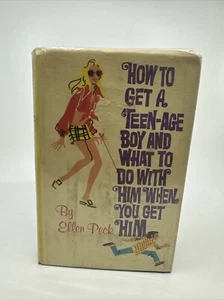 HOW TO
GET A
TEEN-AGE
BOY AND
WHAT TO
DO WITH
HIM WHEN
YOU GET
HIM
By
Ellen Peck